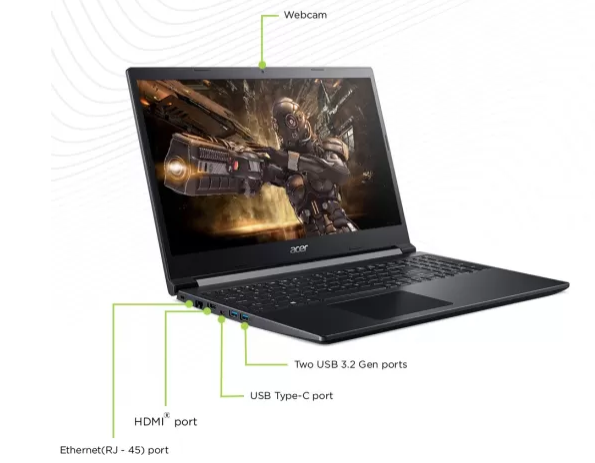 Webcam
acer
Two USB 3.2 Gen ports
USB Type-C port
HDMI® port
Ethernet(RJ - 45) port